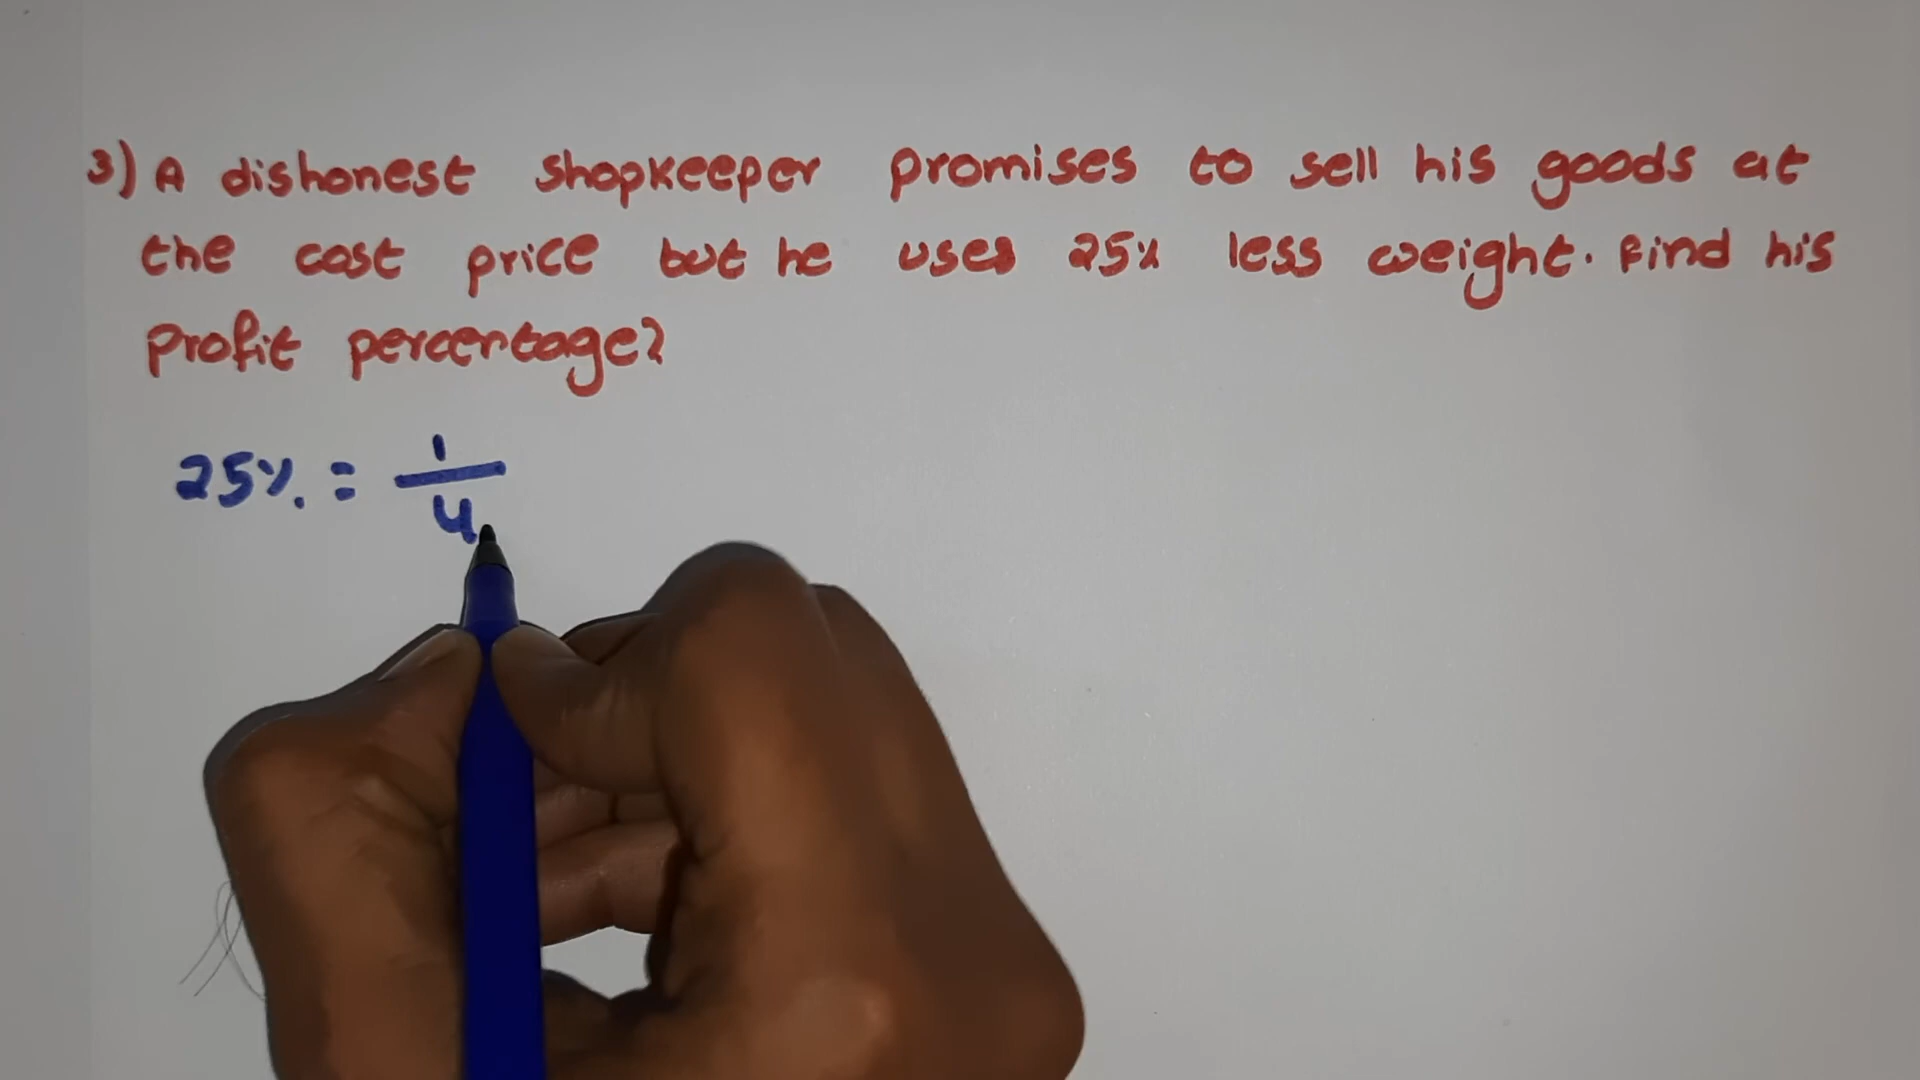 3) A dishonest shopkeeper promises to sell his goods at
the cost price but he uses 25% less weight. Find his
Profit percentage?
25% = 1/4